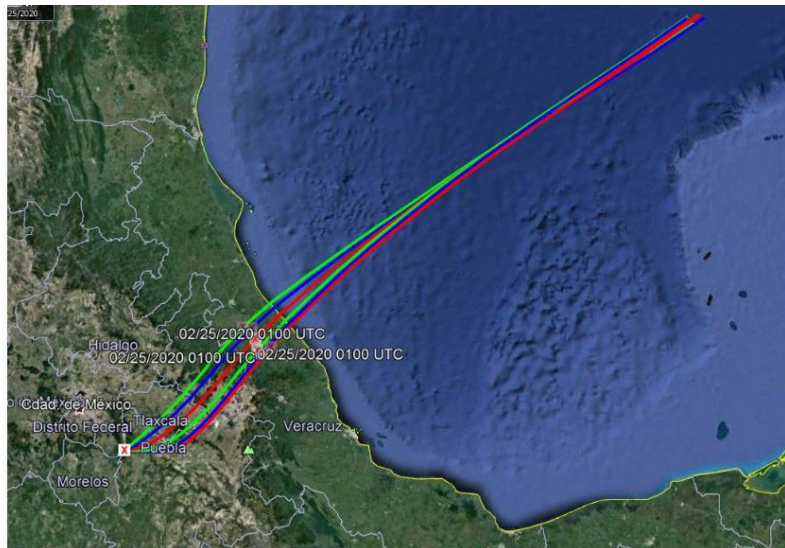 25/2020
02/25/2020 0100 UTC
Hidalgo
02/25/2020 0100 UTC
02/25/2020 0100 UTC
Cdad. de México
Tlaxcala
Distrito Federal
Veracruz
X
Puebla
Morelos